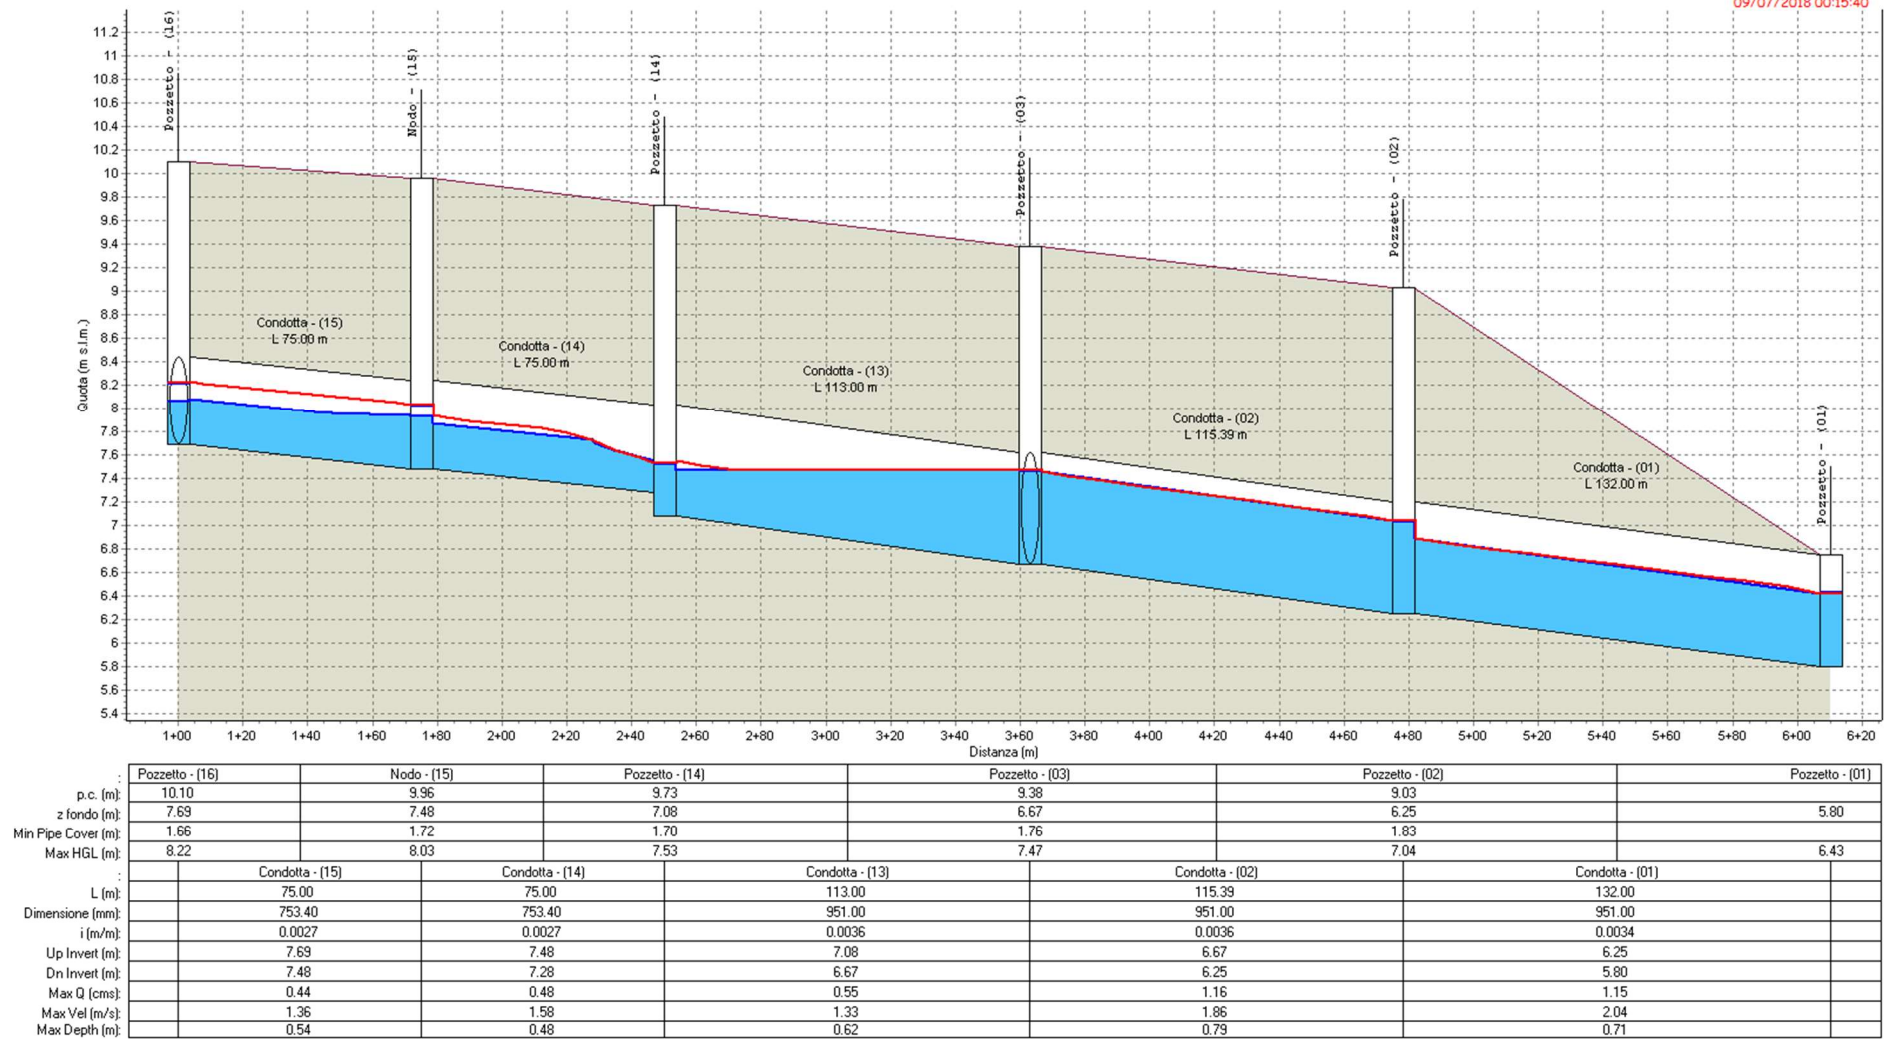 09/07/2018 00:15:40
Pozzetto - (16)
Nodo - (15)
Pozzetto - (14)
Pozzetto - (03)
Pozzetto - (02)
Pozzetto - (01)
Quota (m s.l.m.)
11.2
11
10.8
10.6
10.4
10.2
10
9.8
9.6
9.4
9.2
9
8.8
8.6
8.4
8.2
8
7.8
7.6
7.4
7.2
7
6.8
6.6
6.4
6.2
6
5.8
5.6
5.4
Condotta - (15)
L 75.00 m
Condotta - (14)
L 75.00 m
Condotta - (13)
L 113.00 m
Condotta - (02)
L 115.39 m
Condotta - (01)
L 132.00 m
1+00 1+20 1+40 1+60 1+80 2+00 2+20 2+40 2+60 2+80 3+00 3+20 3+40 3+60 3+80 4+00 4+20 4+40 4+60 4+80 5+00 5+20 5+40 5+60 5+80 6+00 6+20
Distanza (m)
: Pozzetto - (16) Nodo - (15) Pozzetto - (14) Pozzetto - (03) Pozzetto - (02) Pozzetto - (01)
p.c. (m): 10.10 9.96 9.73 9.38 9.03
z fondo (m): 7.69 7.48 7.08 6.67 6.25 5.80
Min Pipe Cover (m): 1.66 1.72 1.70 1.76 1.83
Max HGL (m): 8.22 8.03 7.53 7.47 7.04 6.43
: Condotta - (15) Condotta - (14) Condotta - (13) Condotta - (02) Condotta - (01)
L (m): 75.00 75.00 113.00 115.39 132.00
Dimensione (mm): 753.40 753.40 951.00 951.00 951.00
i (m/m): 0.0027 0.0027 0.0036 0.0036 0.0034
Up Invert (m): 7.69 7.48 7.08 6.67 6.25
Dn Invert (m): 7.48 7.28 6.67 6.25 5.80
Max Q (cms): 0.44 0.48 0.55 1.16 1.15
Max Vel (m/s): 1.36 1.58 1.33 1.86 2.04
Max Depth (m): 0.54 0.48 0.62 0.79 0.71